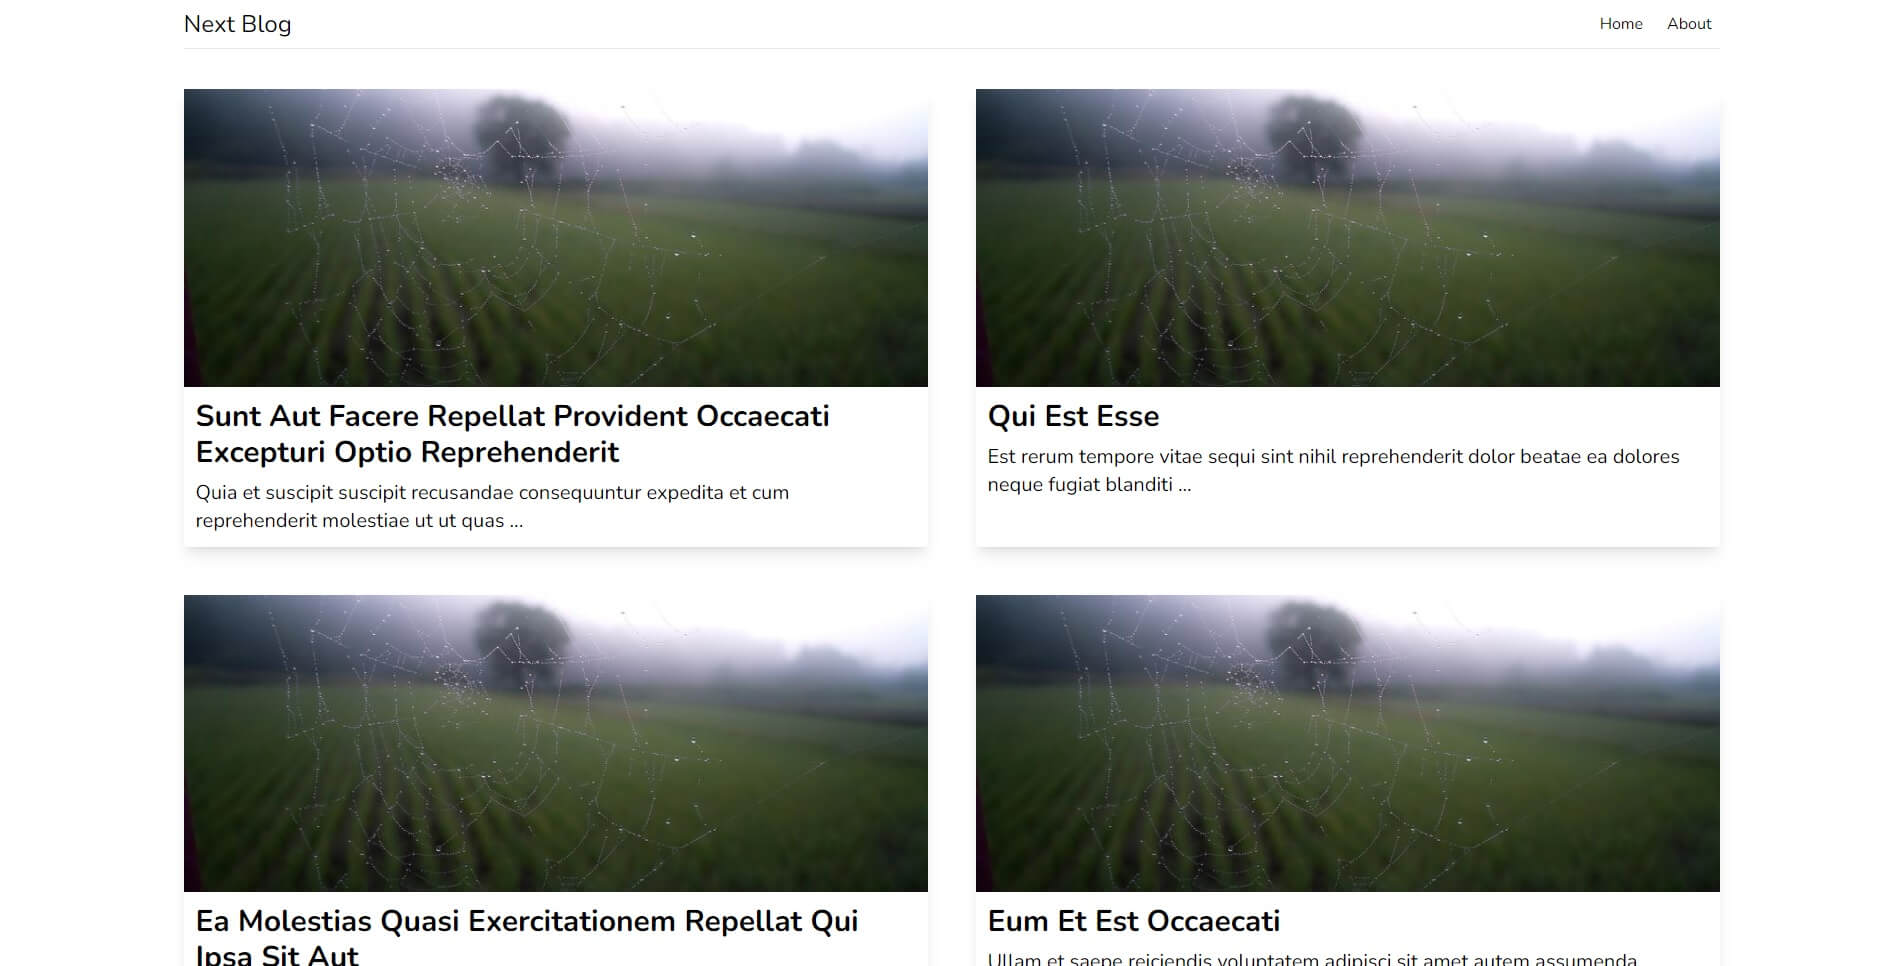 Next Blog
Home
About
Sunt Aut Facere Repellat Provident Occaecati
Excepturi Optio Reprehenderit
Quia et suscipit suscipit recusandae consequuntur expedita et cum
reprehenderit molestiae ut ut quas ...
Qui Est Esse
Est rerum tempore vitae sequi sint nihil reprehenderit dolor beatae ea dolores
neque fugiat blanditi ...
Ea Molestias Quasi Exercitationem Repellat Qui
Ipsa Sit Aut
Eum Et Est Occaecati
Ullam et saepe reiciendis voluptatem adipisci sit amet autem assumenda